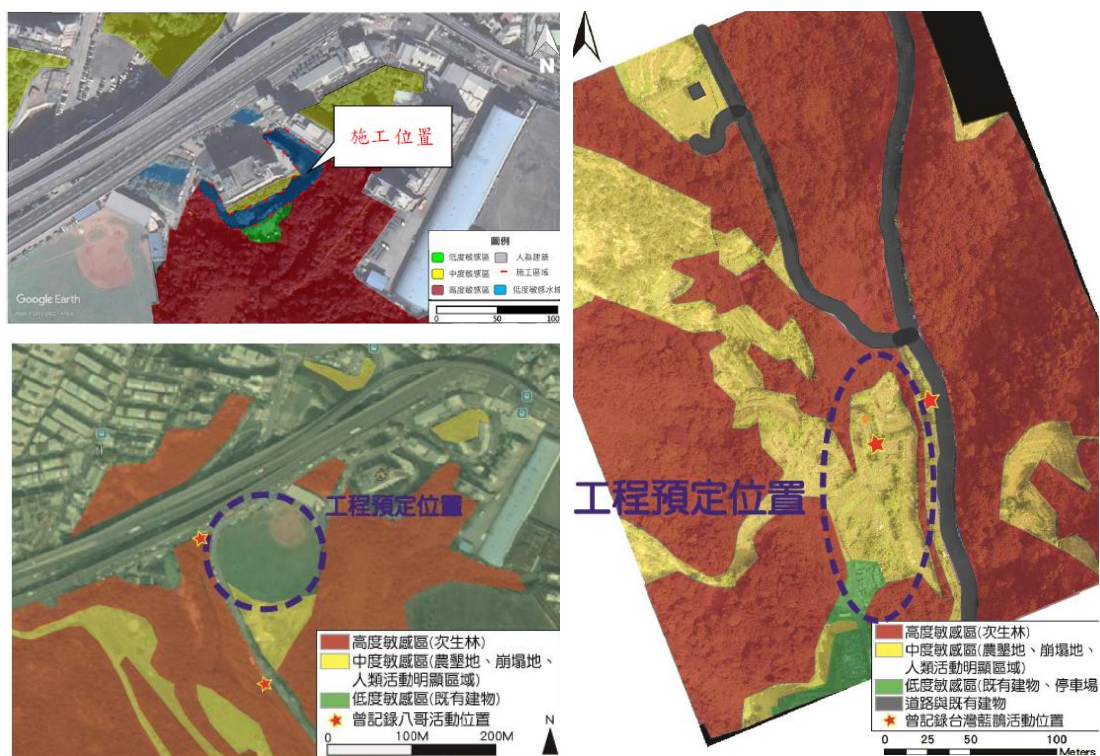 N
施工位置
圖例
低度敏感區
人為建築
中度敏感區
施工區域
高度敏感區
低度敏感水域
0 50 100
Google Earth
工程預定位置
高度敏感區(次生林)
中度敏感區(農墾地、崩塌地、
人類活動明顯區域)
低度敏感區(既有建物)
曾記錄八哥活動位置
0 100M 200M
N
工程預定位置
高度敏感區(次生林)
中度敏感區(農墾地、崩塌地、
人類活動明顯區域)
低度敏感區(既有建物、停車場)
道路與既有建物
曾記錄台灣藍鵲活動位置
0 25 50 100
Meters